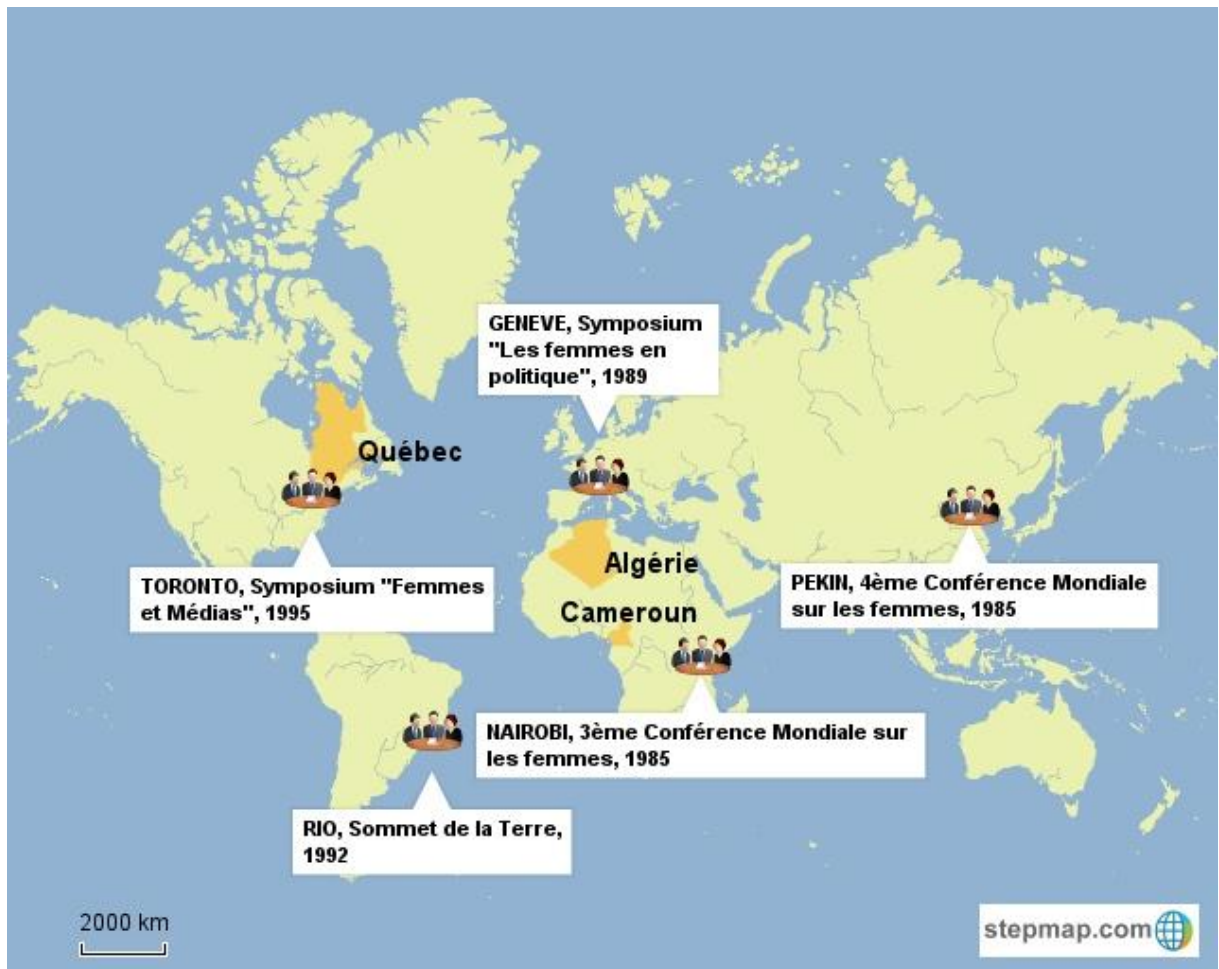 GENEVE, Symposium
"Les femmes en
politique", 1989
Québec
Algérie
TORONTO, Symposium "Femmes
et Médias", 1995
PEKIN, 4ème Conférence Mondiale
sur les femmes, 1985
Cameroun
NAIROBI, 3ème Conférence Mondiale sur
les femmes, 1985
RIO, Sommet de la Terre,
1992
2000 km
stepmap.com